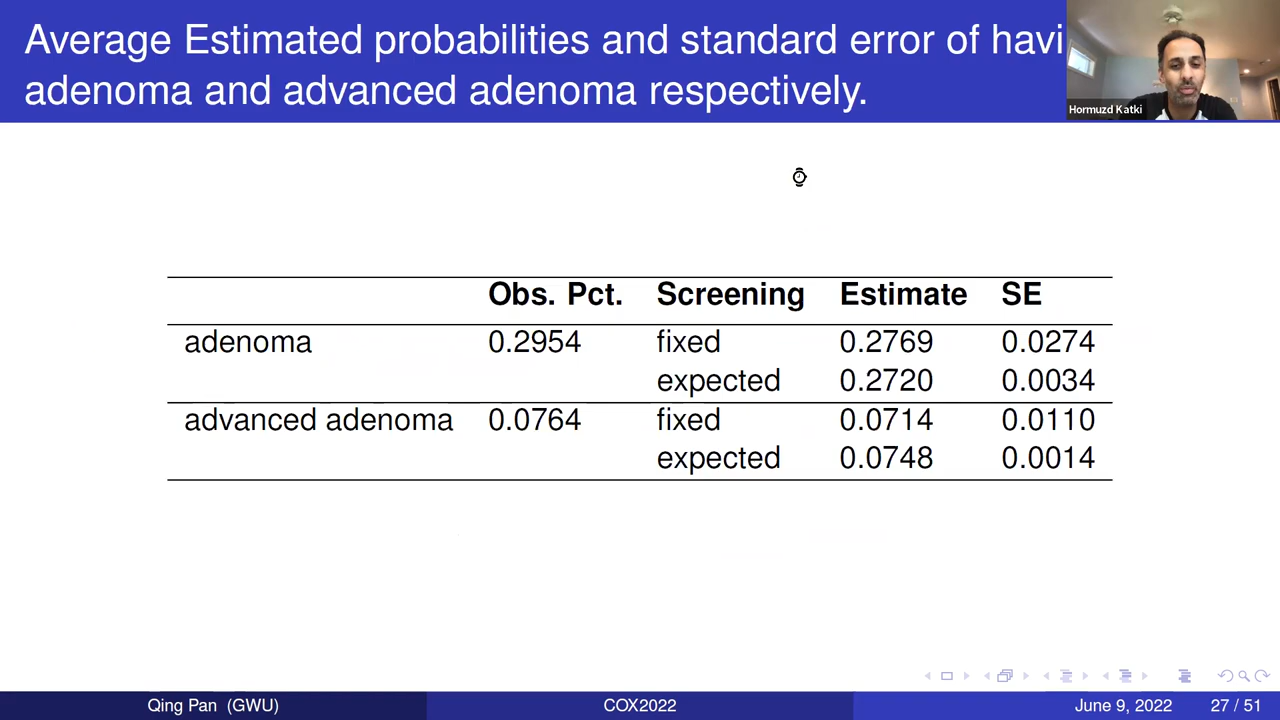 Average Estimated probabilities and standard error of havi
adenoma and advanced adenoma respectively.
Hormuzd Katki
Obs. Pct. Screening Estimate SE
adenoma 0.2954 fixed 0.2769 0.0274
expected 0.2720 0.0034
advanced adenoma 0.0764 fixed 0.0714 0.0110
expected 0.0748 0.0014
Qing Pan (GWU) COX2022 June 9, 2022 27 / 51